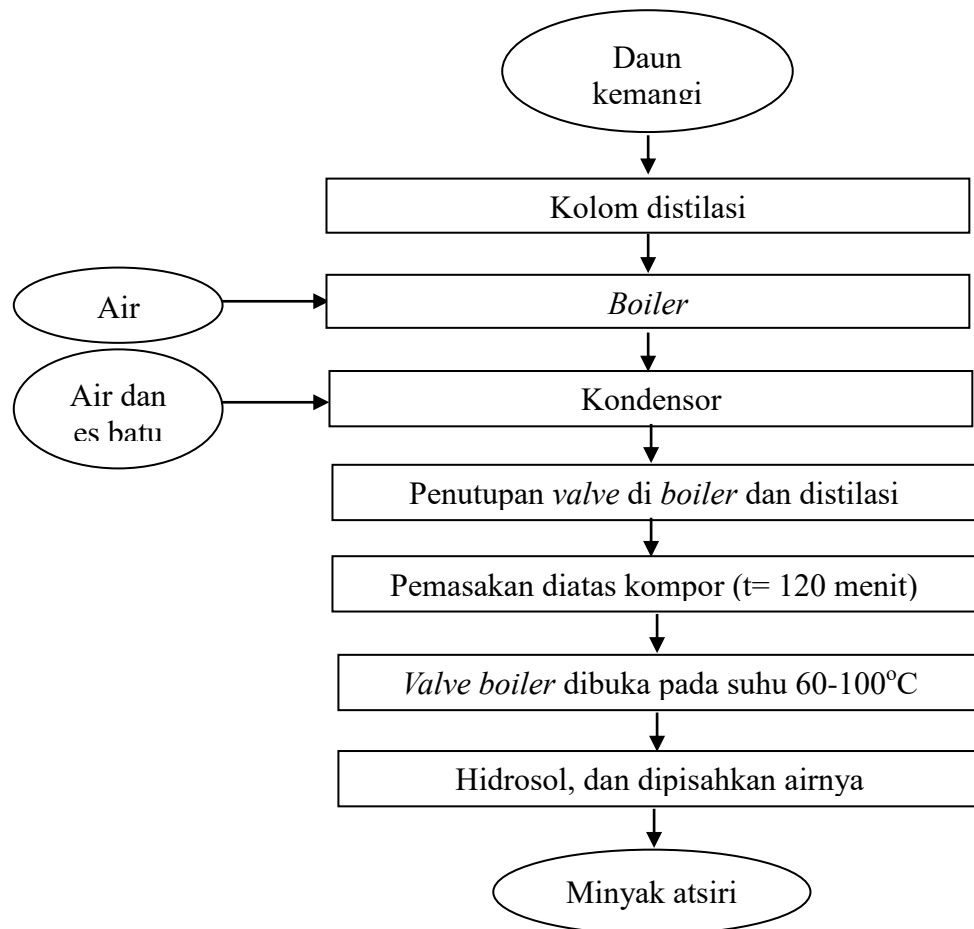 Daun
kemangi
Kolom distilasi
Air
Boiler
Air dan
es batu
Kondensor
Penutupan valve di boiler dan distilasi
Pemasakan diatas kompor (t= 120 menit)
Valve boiler dibuka pada suhu 60-100°C
Hidrosol, dan dipisahkan airnya
Minyak atsiri